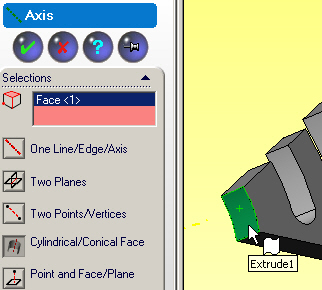 Axis
Selections
Face <1>
One Line/Edge/Axis
Two Planes
Two Points/Vertices
Cylindrical/Conical Face
Point and Face/Plane
Extrude1